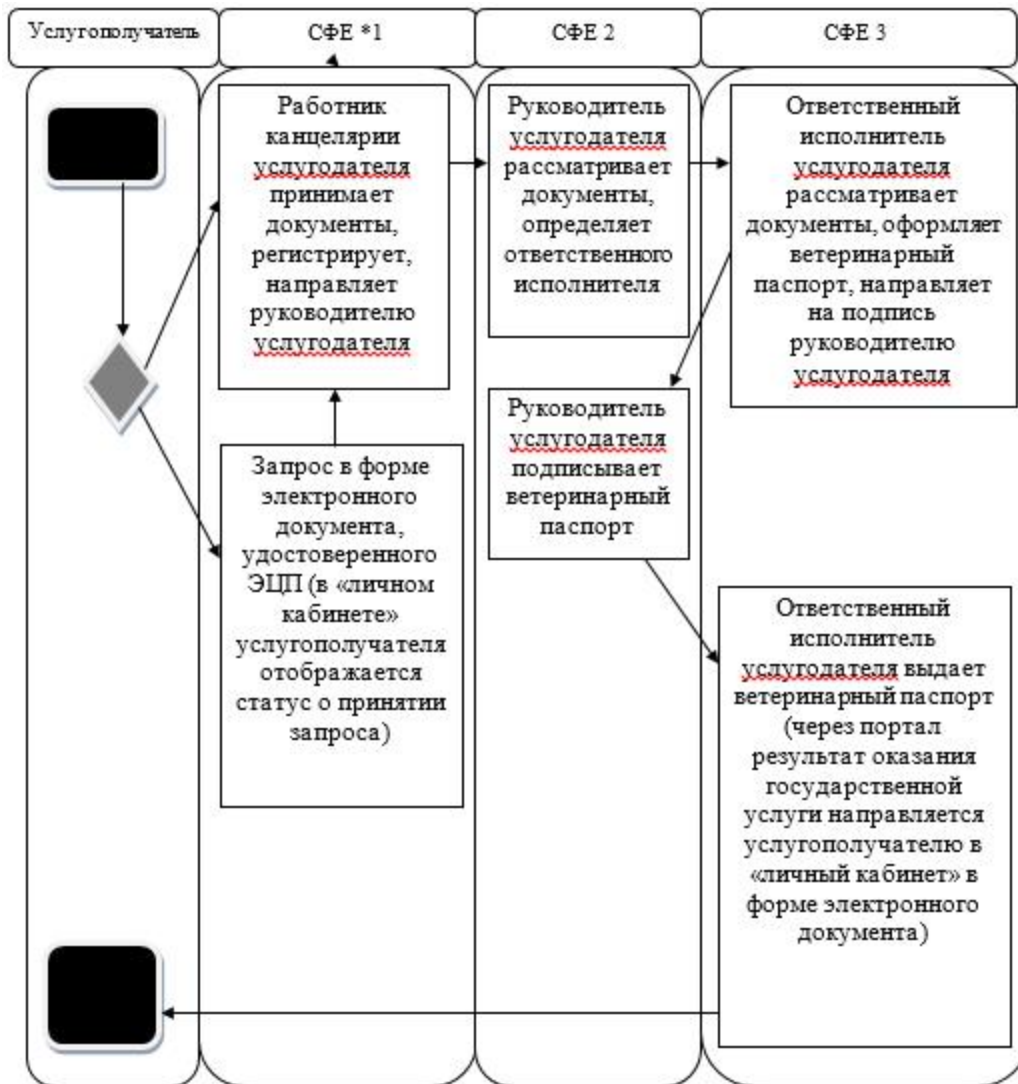 Услугополучатель
СФЕ *1
СФЕ 2
СФЕ 3
Работник
канцелярии
услугодателя
принимает
документы,
регистрирует,
направляет
руководителю
услугодателя
Руководитель
услугодателя
рассматривает
документы,
определяет
ответственного
исполнителя
Ответственный
исполнитель
услугодателя
рассматривает
документы, оформляет
ветеринарный
паспорт, направляет
на подпись
руководителю
услугодателя
Руководитель
услугодателя
подписывает
ветеринарный
паспорт
Запрос в форме
электронного
документа,
удостоверенного
ЭЦП (в «личном
кабинете»
услугополучателя
отображается
статус о принятии
запроса)
Ответственный
исполнитель
услугодателя выдает
ветеринарный паспорт
(через портал
результат оказания
государственной
услуги направляется
услугополучателю в
«личный кабинет» в
форме электронного
документа)